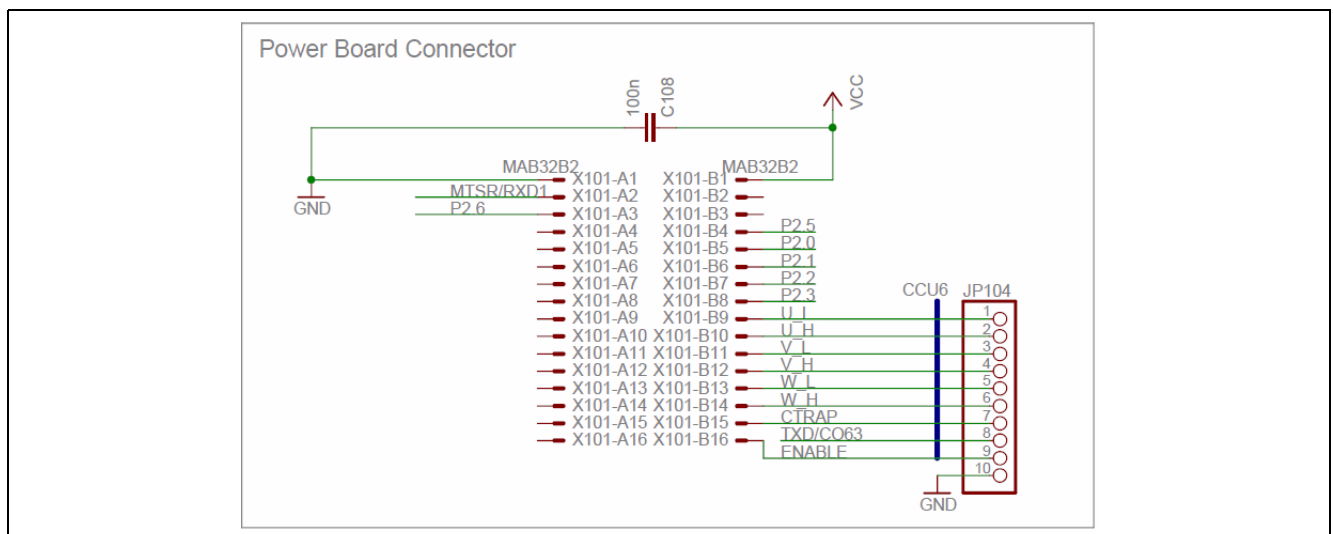 Power Board Connector
100n
C108
VCC
MAB32B2 MAB32B2
GND
X101-A1 X101-B1
MTSR/RXD1 X101-A2 X101-B2
P2.6 X101-A3 X101-B3
X101-A4 X101-B4 P2.5
X101-A5 X101-B5 P2.0
X101-A6 X101-B6 P2.1
X101-A7 X101-B7 P2.2
X101-A8 X101-B8 P2.3
CCU6 JP104
X101-A9 X101-B9 U_L 1
X101-A10 X101-B10 U_H 2
X101-A11 X101-B11 V_L 3
X101-A12 X101-B12 V_H 4
X101-A13 X101-B13 W_L 5
X101-A14 X101-B14 W_H 6
X101-A15 X101-B15 CTRAP 7
X101-A16 X101-B16 TXD/CO63 8
ENABLE 9
10
GND